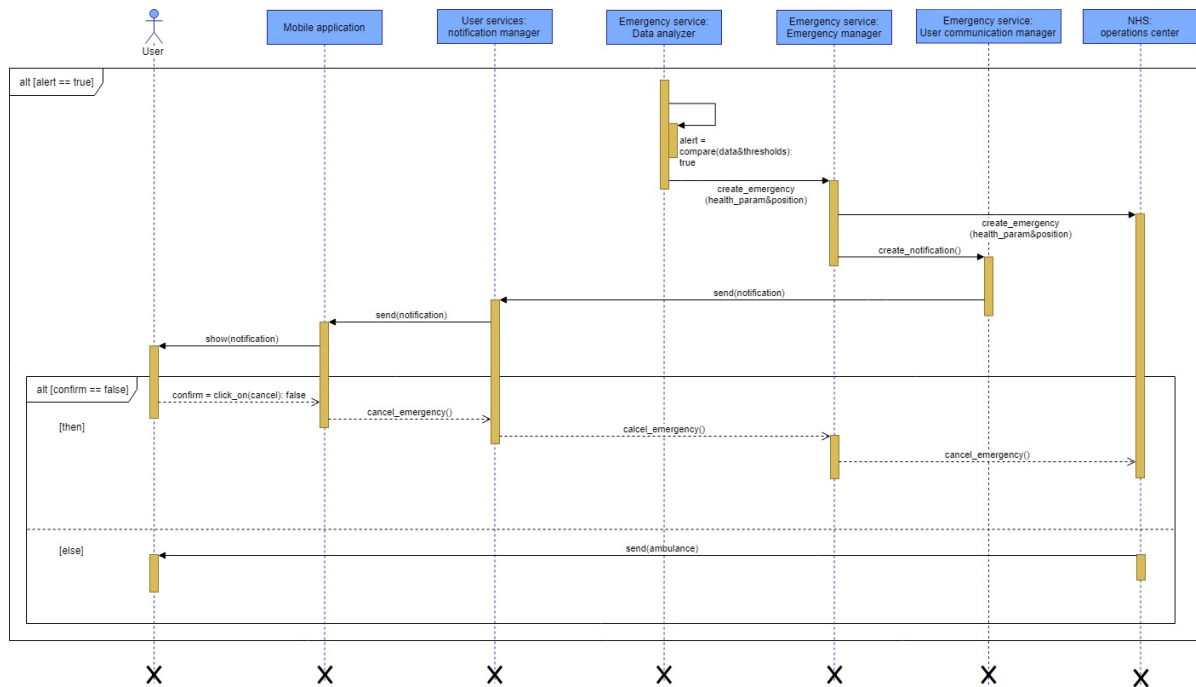 User
Mobile application
User services:
notification manager
Emergency service:
Data analyzer
Emergency service:
Emergency manager
Emergency service:
User communication manager
NHS:
operations center
alt [alert == true]
alert =
compare(data&thresholds):
true
create_emergency
(health_param&position)
create_emergency
(health_param&position)
create_notification()
send(notification)
send(notification)
show(notification)
alt [confirm == false]
confirm = click_on(cancel): false
cancel_emergency()
[then]
calcel_emergency()
cancel_emergency()
[else]
send(ambulance)